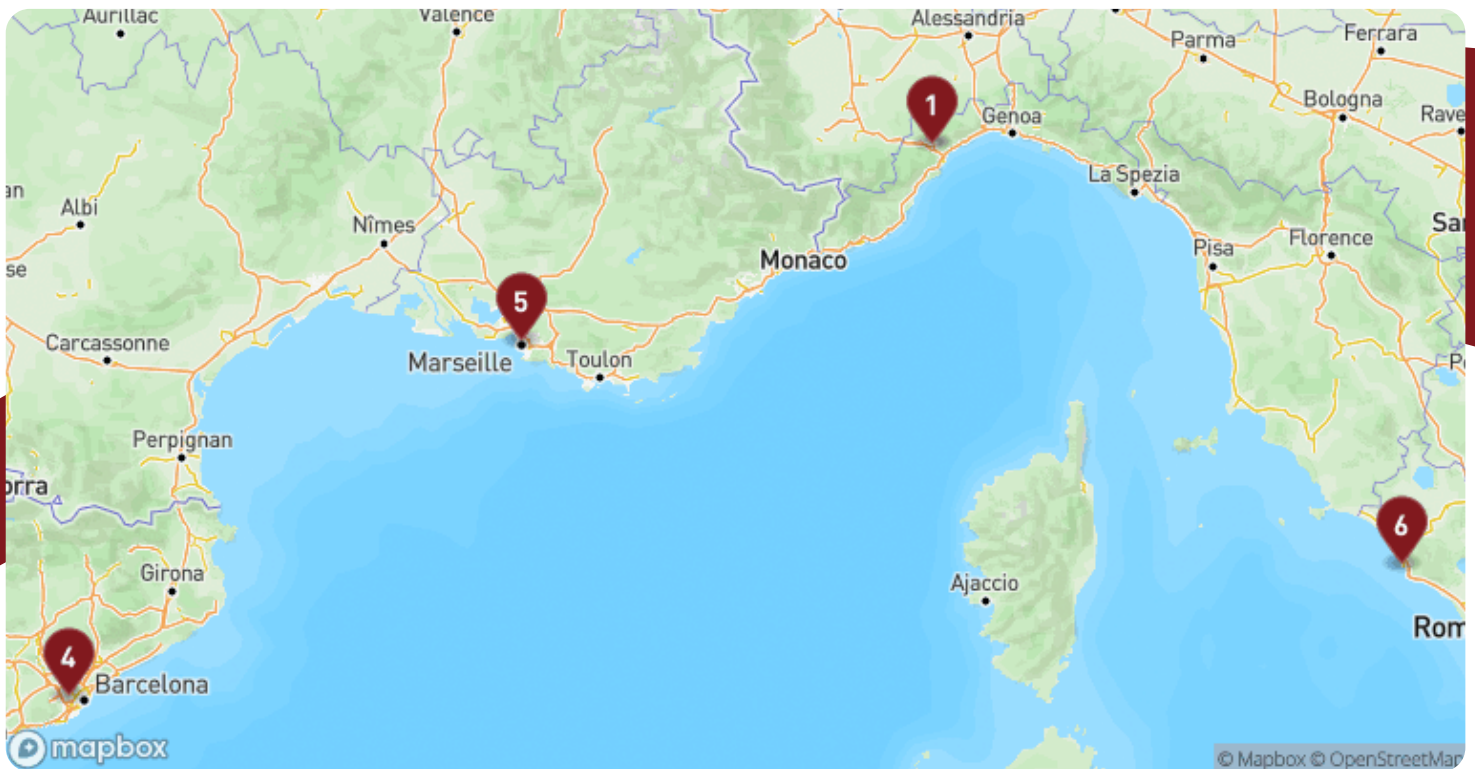 Aurillac
Valence
Alessandria
Parma
Ferrara
1
Genoa
Bologna
Rave
La Spezia
an
Albi
Nîmes
Sa
Pisa
Florence
Monaco
se
5
Carcassonne
Marseille
Toulon
Perpignan
orra
6
Girona
Ajaccio
Rom
4
Barcelona
mapbox
© Mapbox © OpenStreetMap